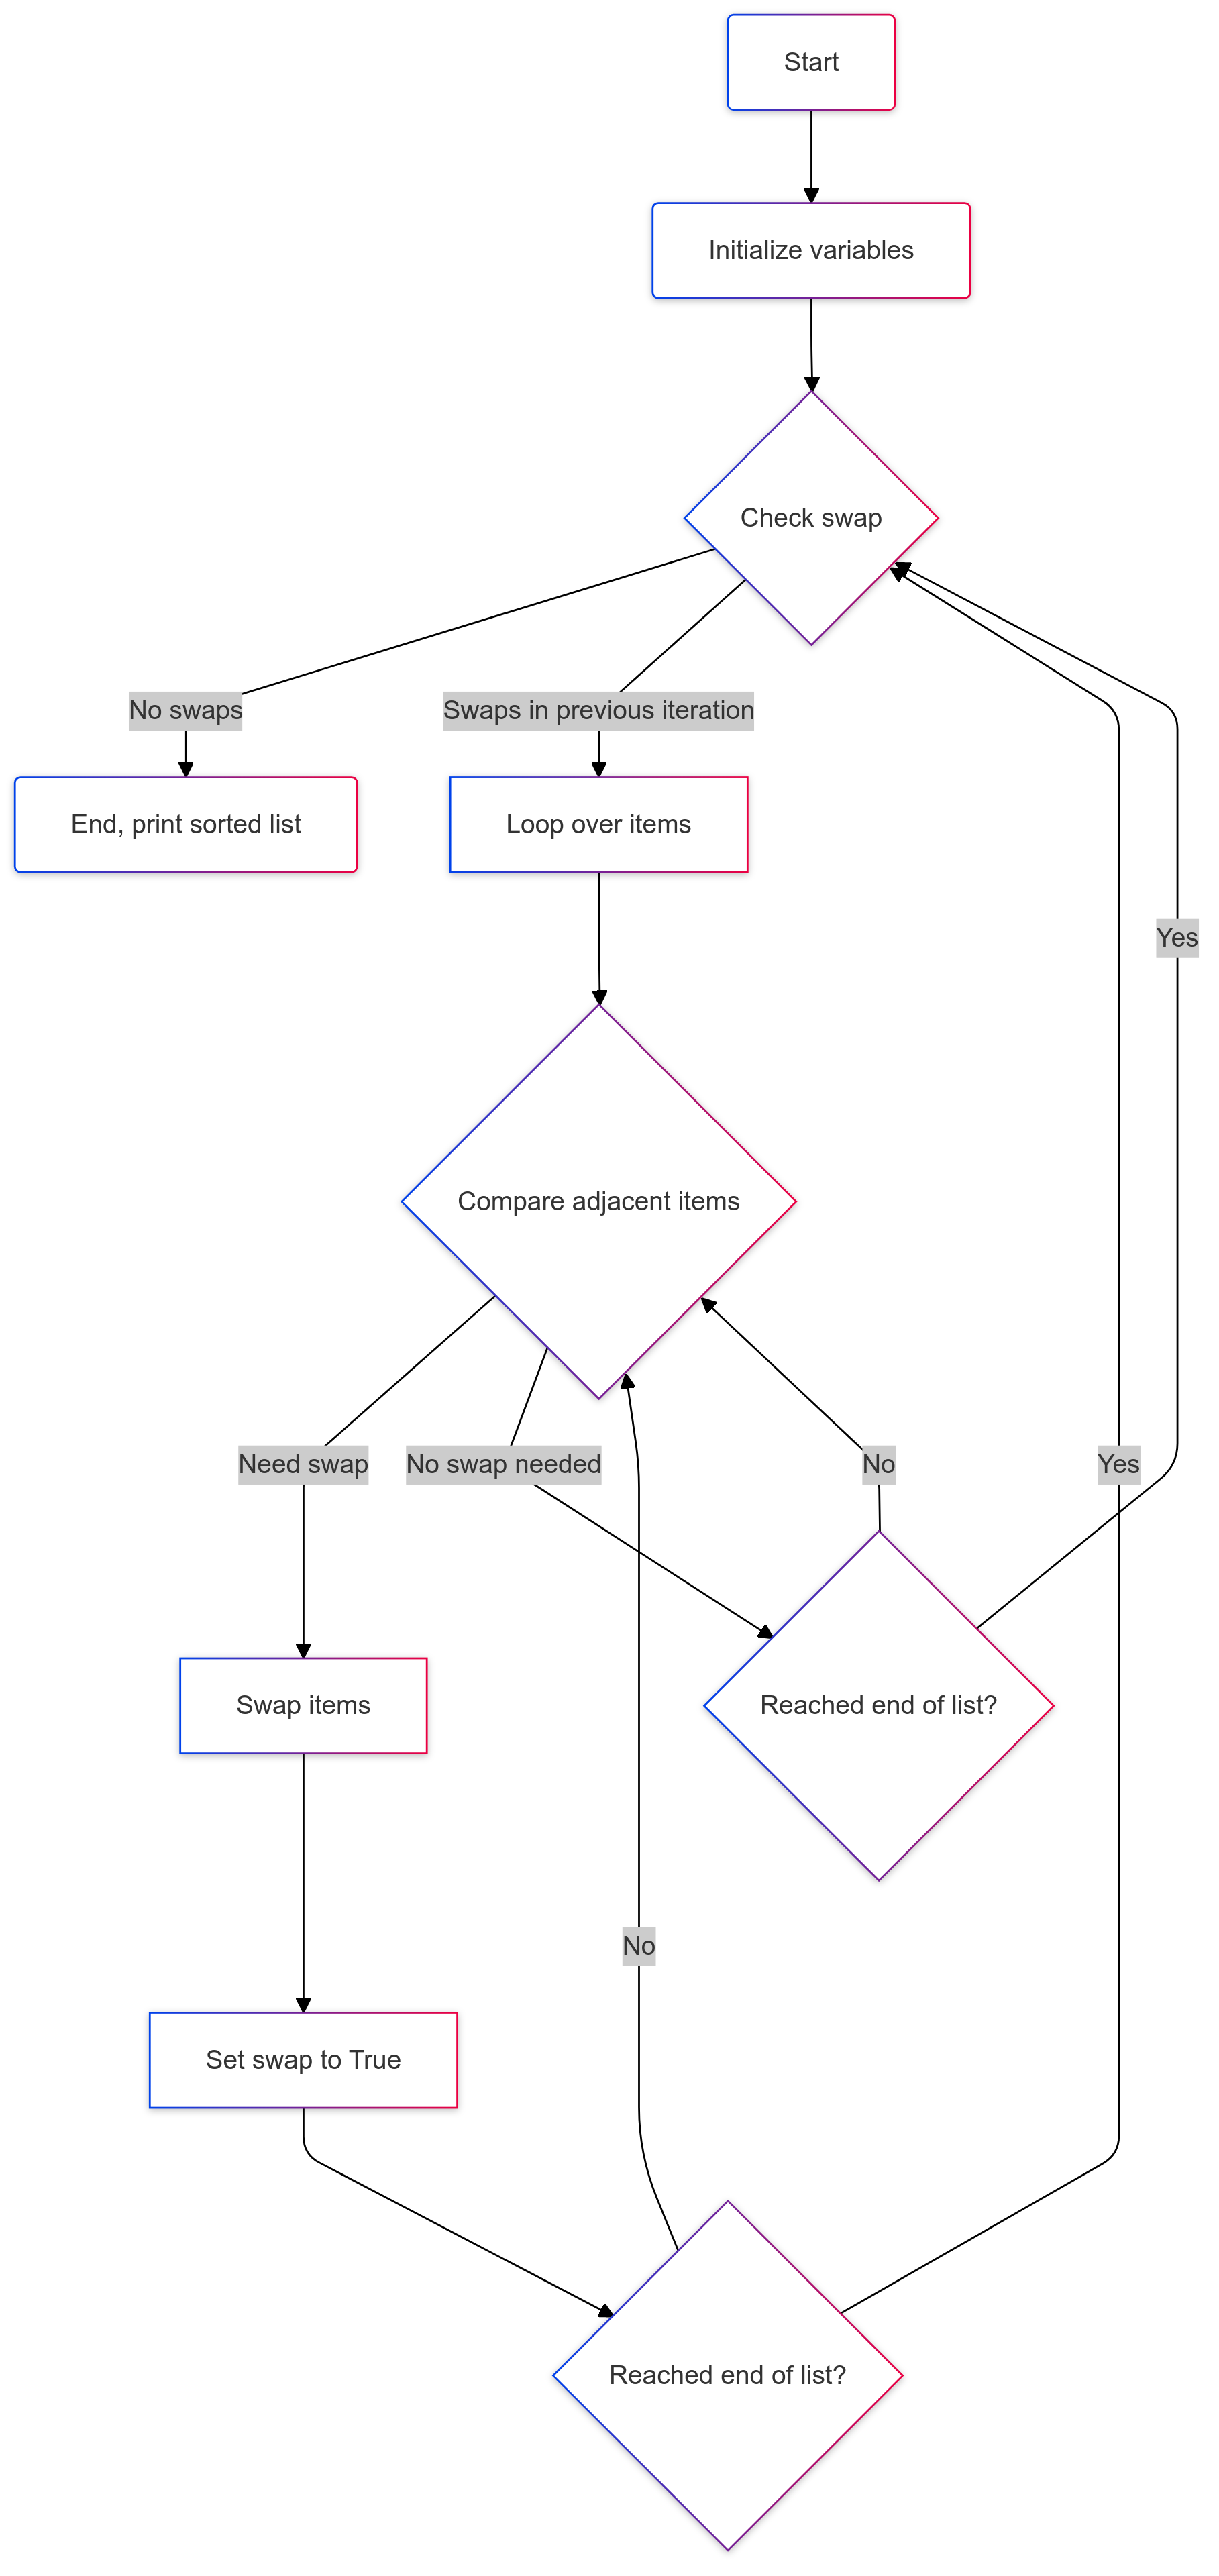 Start
Initialize variables
Check swap
No swaps
Swaps in previous iteration
End, print sorted list
Loop over items
Yes
Compare adjacent items
Need swap
No swap needed
No
Yes
Swap items
Reached end of list?
No
Set swap to True
Reached end of list?